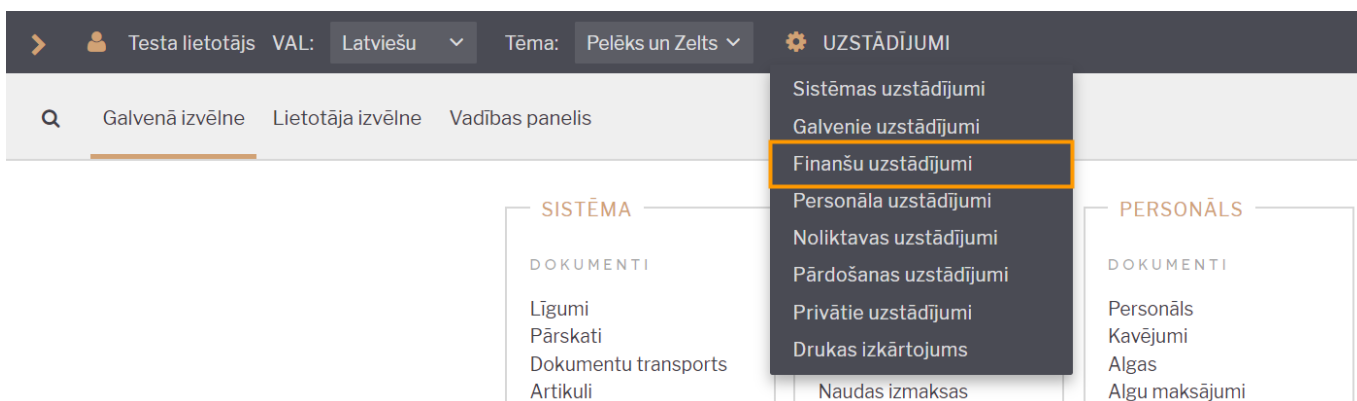 Testa lietotājs VAL: Latviešu Tēma: Pelēks un Zelts UZSTĀDĪJUMI
Galvenā izvēlne Lietotāja izvēlne Vadības panelis
Sistēmas uzstādījumi
Galvenie uzstādījumi
Finanšu uzstādījumi
Personāla uzstādījumi
Noliktavas uzstādījumi
Pārdošanas uzstādījumi
Privātie uzstādījumi
Drukas izkārtojums
SISTĒMA
DOKUMENTI
Līgumi
Pārskati
Dokumentu transports
Artikuli
Naudas izmaksas
PERSONĀLS
DOKUMENTI
Personāls
Kavējumi
Algas
Algu maksājumi